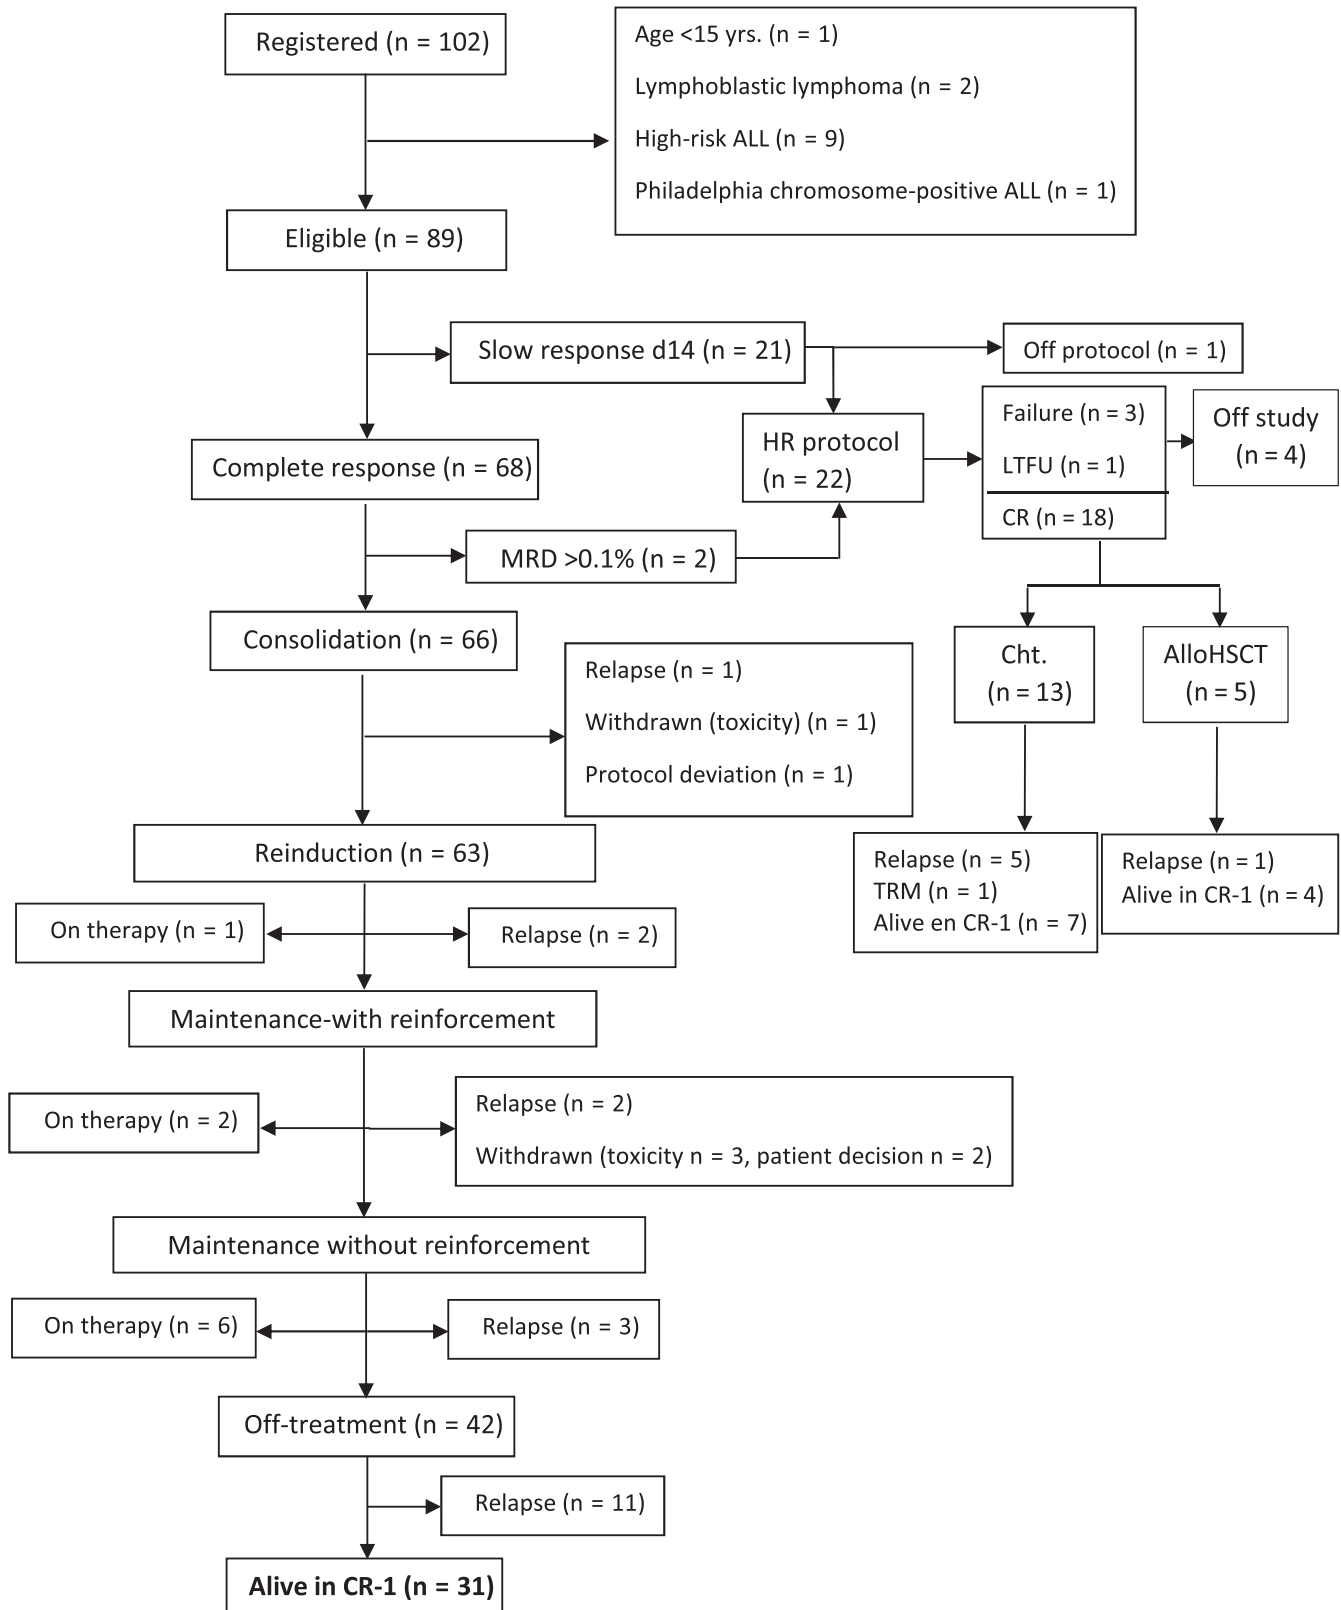 Registered (n = 102)
Age <15 yrs. (n = 1)
Lymphoblastic lymphoma (n = 2)
High-risk ALL (n = 9)
Philadelphia chromosome-positive ALL (n = 1)
Eligible (n = 89)
Slow response d14 (n = 21)
Off protocol (n = 1)
HR protocol
(n = 22)
Failure (n = 3)
LTFU (n = 1)
CR (n = 18)
Off study
(n = 4)
Complete response (n = 68)
MRD >0.1% (n = 2)
Consolidation (n = 66)
Cht.
(n = 13)
AlloHSCT
(n = 5)
Relapse (n = 1)
Withdrawn (toxicity) (n = 1)
Protocol deviation (n = 1)
Reinduction (n = 63)
Relapse (n = 5)
TRM (n = 1)
Alive en CR-1 (n = 7)
Relapse (n = 1)
Alive in CR-1 (n = 4)
On therapy (n = 1)
Relapse (n = 2)
Maintenance-with reinforcement
On therapy (n = 2)
Relapse (n = 2)
Withdrawn (toxicity n = 3, patient decision n = 2)
Maintenance without reinforcement
On therapy (n = 6)
Relapse (n = 3)
Off-treatment (n = 42)
Relapse (n = 11)
Alive in CR-1 (n = 31)